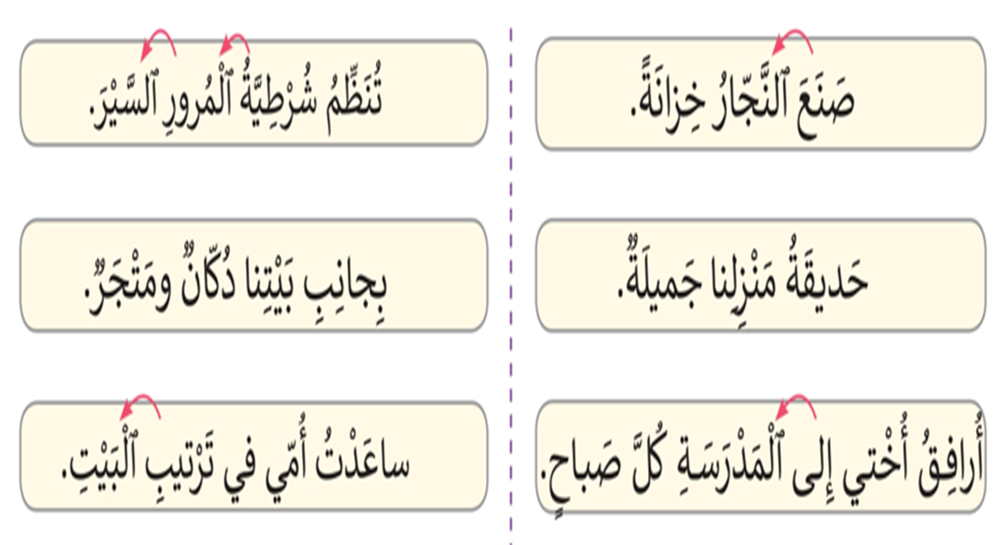 صَنَعَ ٱلنَّجّارُ خِزانَةً.
تُنَظِّمُ شُرْطِيَّةُ ٱلْمُرورِ ٱلسَّيْرَ.
حَديقَةُ مَنْزِلِنا جَميلَةٌ.
بِجانِبِ بَيْتِنا دُكّانٌ ومَتْجَرٌ.
أُرافِقُ أُخْتي إِلى ٱلْمَدْرَسَةِ كُلَّ صَباحٍ.
ساعَدْتُ أُمّي في تَرْتيبِ ٱلْبَيْتِ.